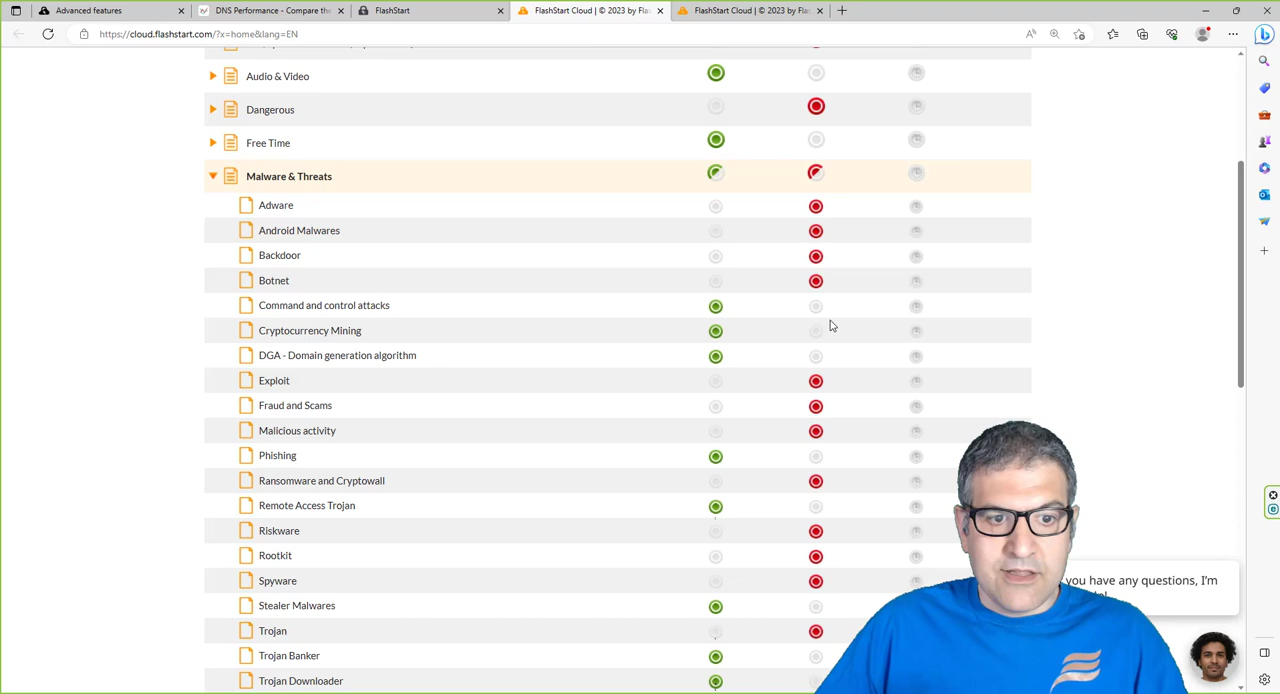 Advanced features
DNS Performance - Compare the
FlashStart
FlashStart Cloud | © 2023 by Fla
FlashStart Cloud | © 2023 by Fla
https://cloud.flashstart.com/?x=home&lang=EN
Audio & Video
Dangerous
Free Time
Malware & Threats
Adware
Android Malwares
Backdoor
Botnet
Command and control attacks
Cryptocurrency Mining
DGA - Domain generation algorithm
Exploit
Fraud and Scams
Malicious activity
Phishing
Ransomware and Cryptowall
Remote Access Trojan
Riskware
Rootkit
Spyware
you have any questions, I'm
Stealer Malwares
Trojan
Trojan Banker
Trojan Downloader